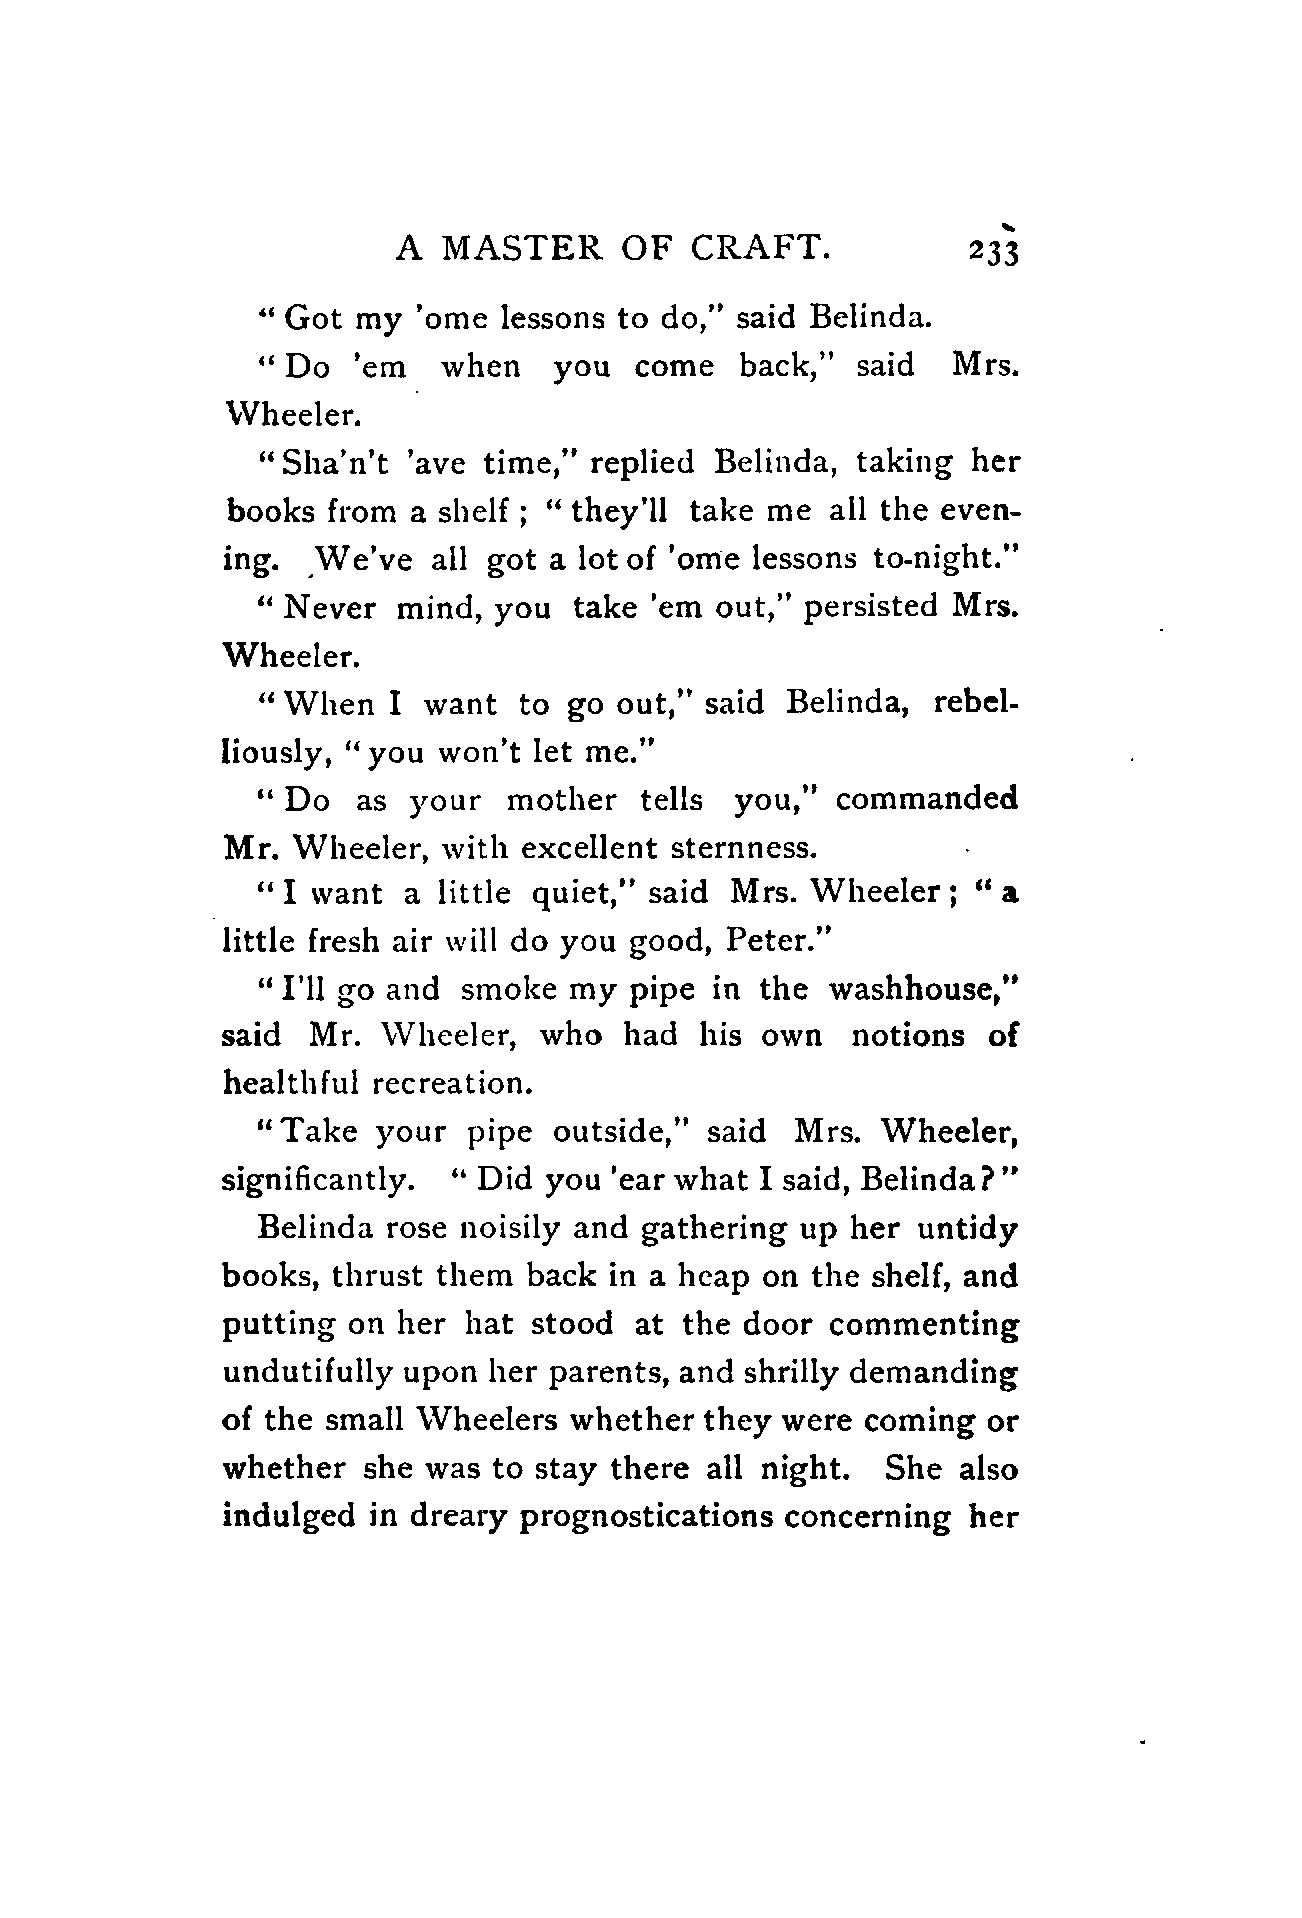 A MASTER OF CRAFT. 233
“ Got my 'ome lessons to do,” said Belinda.
“ Do 'em when you come back,” said Mrs.
Wheeler.
“ Sha'n't 'ave time,” replied Belinda, taking her
books from a shelf ; “ they'll take me all the even-
ing. We've all got a lot of 'ome lessons to-night.”
“ Never mind, you take 'em out,” persisted Mrs.
Wheeler.
“ When I want to go out,” said Belinda, rebel-
liously, “ you won't let me.”
“ Do as your mother tells you,” commanded
Mr. Wheeler, with excellent sternness.
“ I want a little quiet,” said Mrs. Wheeler ; “ a
little fresh air will do you good, Peter.”
“ I'll go and smoke my pipe in the washhouse,”
said Mr. Wheeler, who had his own notions of
healthful recreation.
“ Take your pipe outside,” said Mrs. Wheeler,
significantly. “ Did you 'ear what I said, Belinda ? ”
Belinda rose noisily and gathering up her untidy
books, thrust them back in a heap on the shelf, and
putting on her hat stood at the door commenting
undutifully upon her parents, and shrilly demanding
of the small Wheelers whether they were coming or
whether she was to stay there all night. She also
indulged in dreary prognostications concerning her